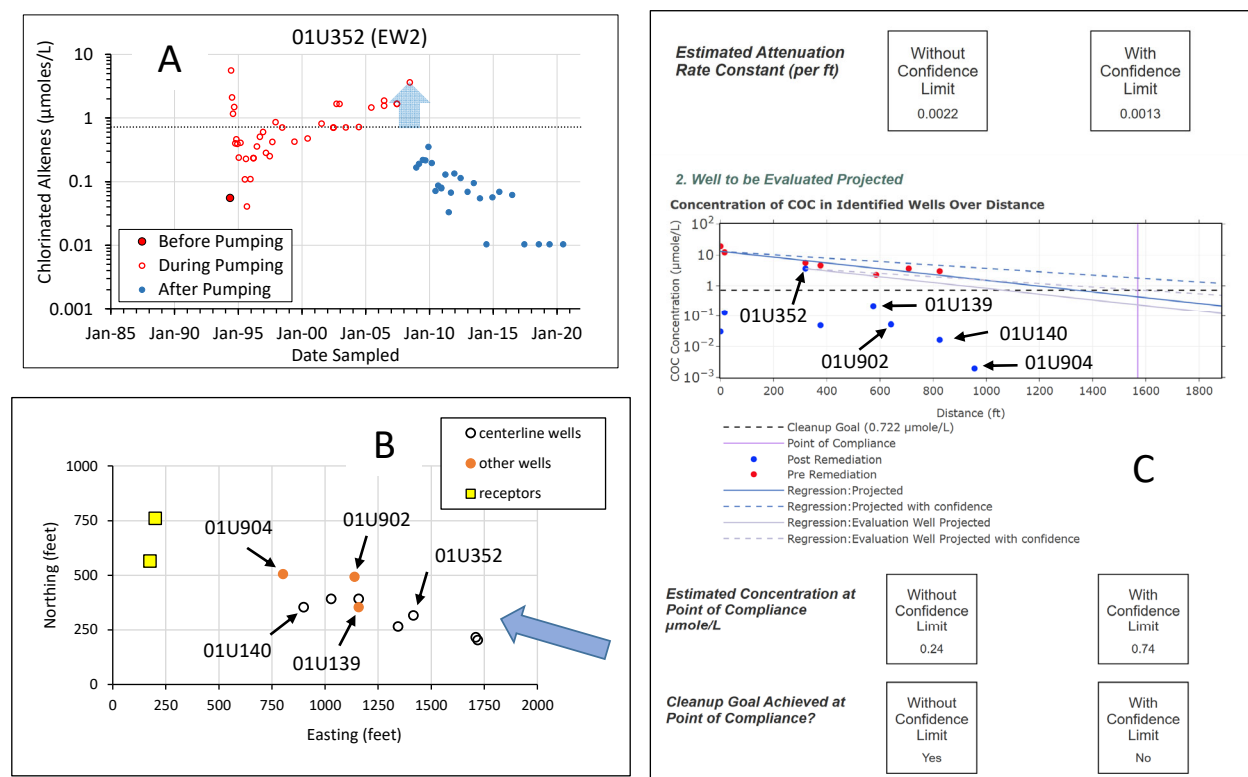 01U352 (EW2)
A
Chlorinated Alkenes (µmoles/L)
10
1
0.1
0.01
0.001
Before Pumping
During Pumping
After Pumping
Jan-85 Jan-90 Jan-95 Jan-00 Jan-05 Jan-10 Jan-15 Jan-20
Date Sampled
B
centerline wells
other wells
receptors
Northing (feet)
1000
750
500
250
0
01U904
01U902
01U352
01U140
01U139
0 250 500 750 1000 1250 1500 1750 2000
Easting (feet)
Estimated Attenuation
Rate Constant (per ft)
Without
Confidence
Limit
0.0022
With
Confidence
Limit
0.0013
2. Well to be Evaluated Projected
Concentration of COC in Identified Wells Over Distance
COC Concentration (µmole/L)
10²
10
1
10⁻¹
10⁻²
10⁻³
01U352
01U139
01U902
01U140
01U904
0 200 400 600 800 1000 1200 1400 1600 1800
Distance (ft)
Cleanup Goal (0.722 µmole/L)
Point of Compliance
Post Remediation
Pre Remediation
Regression:Projected
Regression:Projected with confidence
Regression:Evaluation Well Projected
Regression:Evaluation Well Projected with confidence
C
Estimated Concentration at
Point of Compliance
µmole/L
Without
Confidence
Limit
0.24
With
Confidence
Limit
0.74
Cleanup Goal Achieved at
Point of Compliance?
Without
Confidence
Limit
Yes
With
Confidence
Limit
No